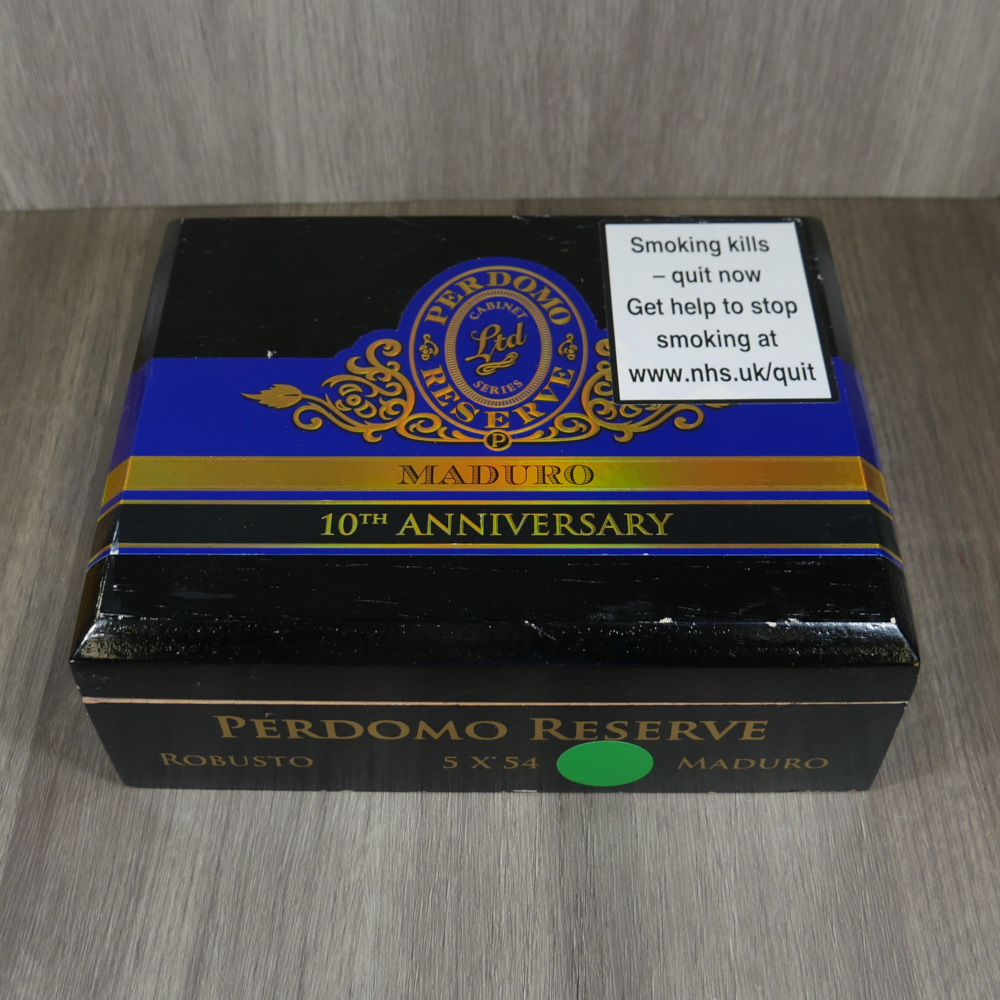 PERDOMO
CABINET
Ltd
SERIES
RESERVE
P
Smoking kills
– quit now
Get help to stop
smoking at
www.nhs.uk/quit
MADURO
10TH ANNIVERSARY
PERDOMO RESERVE
ROBUSTO 5 X 54 MADURO